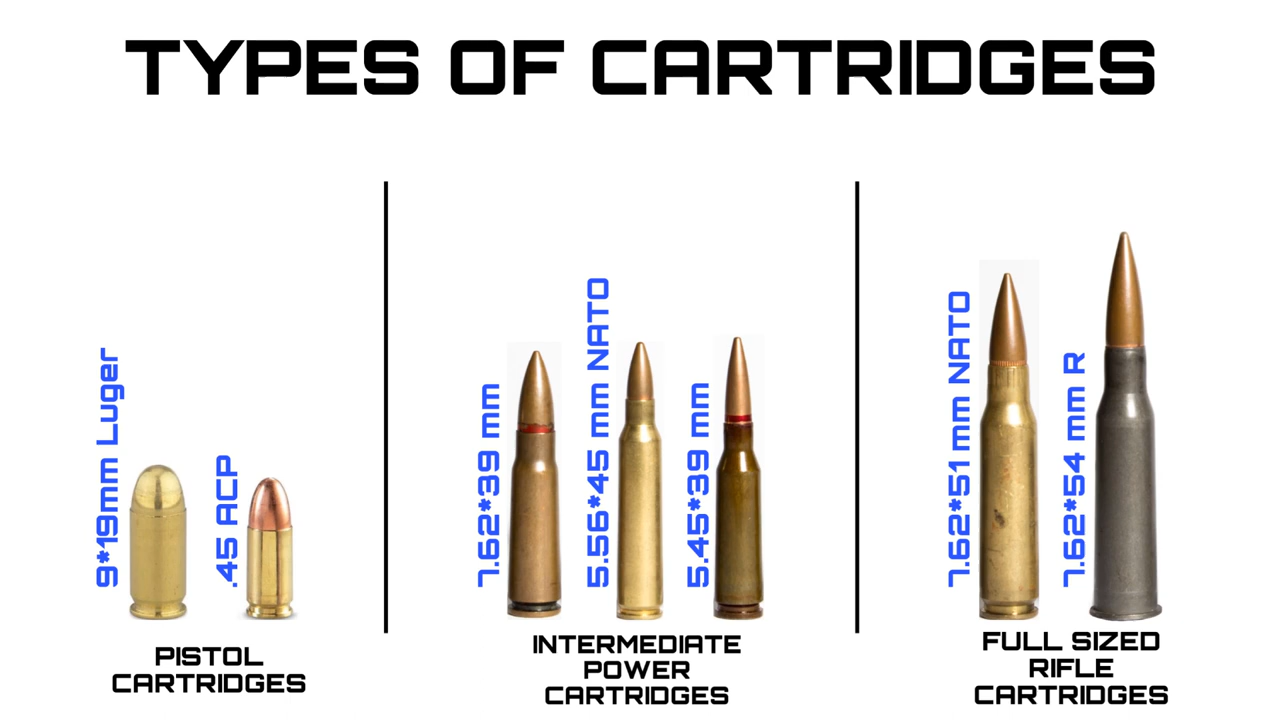 TYPES OF CARTRIDGES
9*19mm Luger
.45 ACP
7.62*39 mm
5.56*45 mm NATO
5.45*39 mm
7.62*51 mm NATO
7.62*54 mm R
PISTOL
CARTRIDGES
INTERMEDIATE
POWER
CARTRIDGES
FULL SIZED
RIFLE
CARTRIDGES